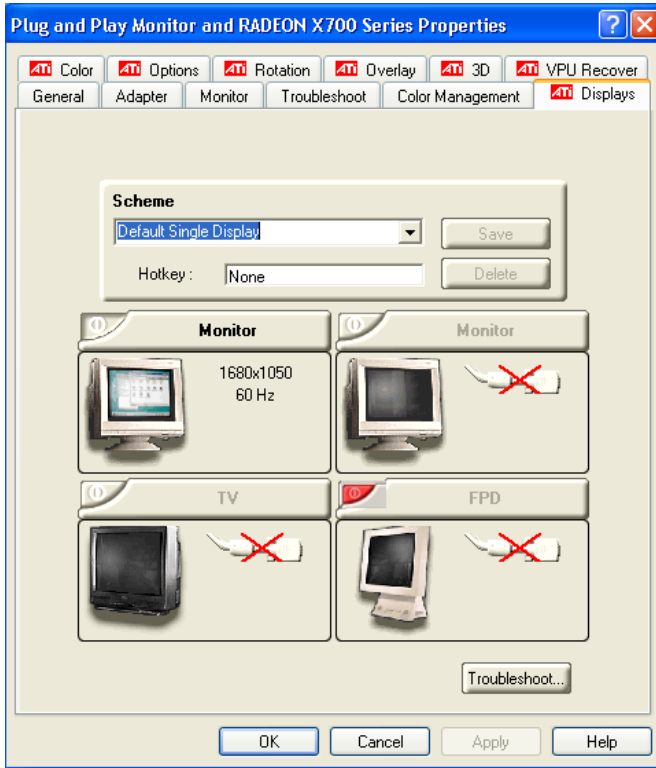 Plug and Play Monitor and RADEON X700 Series Properties
ATI Color ATI Options ATI Rotation ATI Overlay ATI 3D ATI VPU Recover
General Adapter Monitor Troubleshoot Color Management ATI Displays
Scheme
Default Single Display Save
Hotkey : None Delete
Monitor Monitor
1680x1050
60 Hz
TV FPD
Troubleshoot...
OK Cancel Apply Help